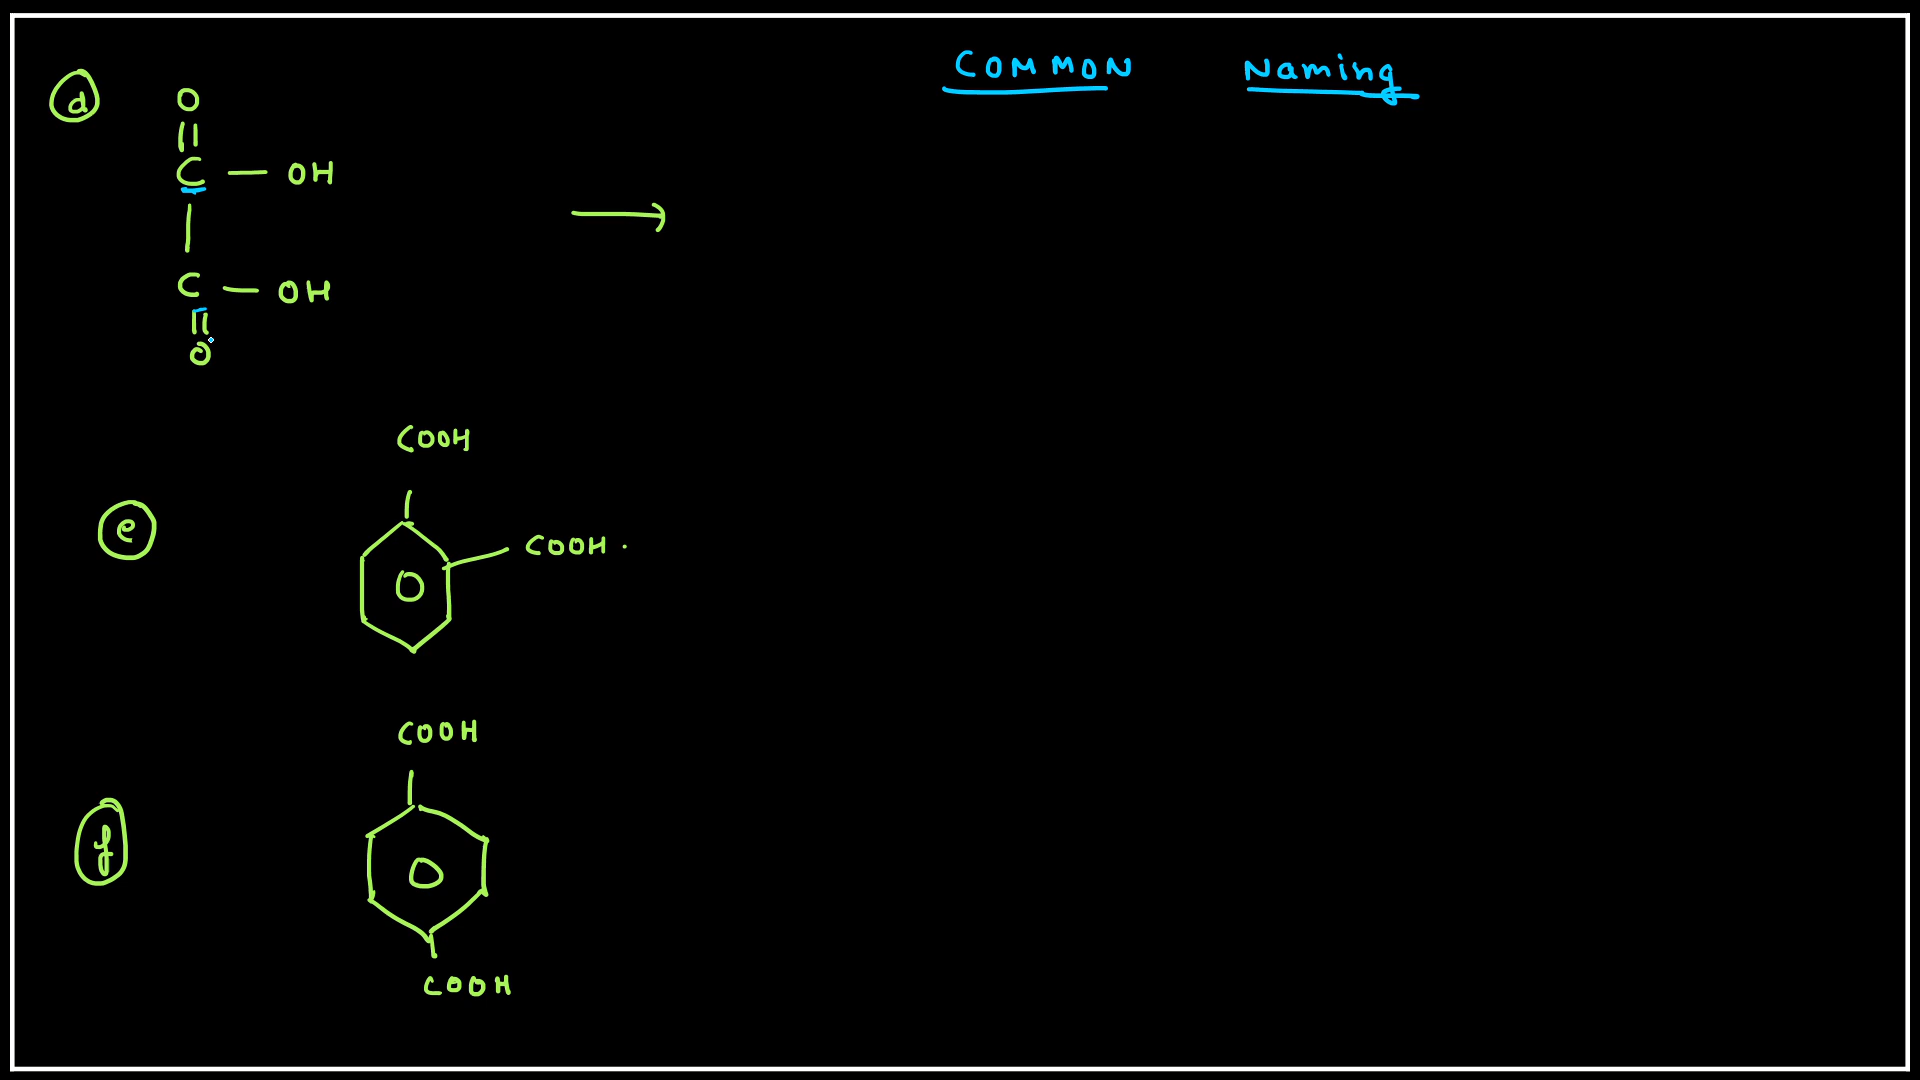 COMMON Naming
d
O
C — OH
C — OH
O
COOH
e
COOH .
COOH
f
COOH